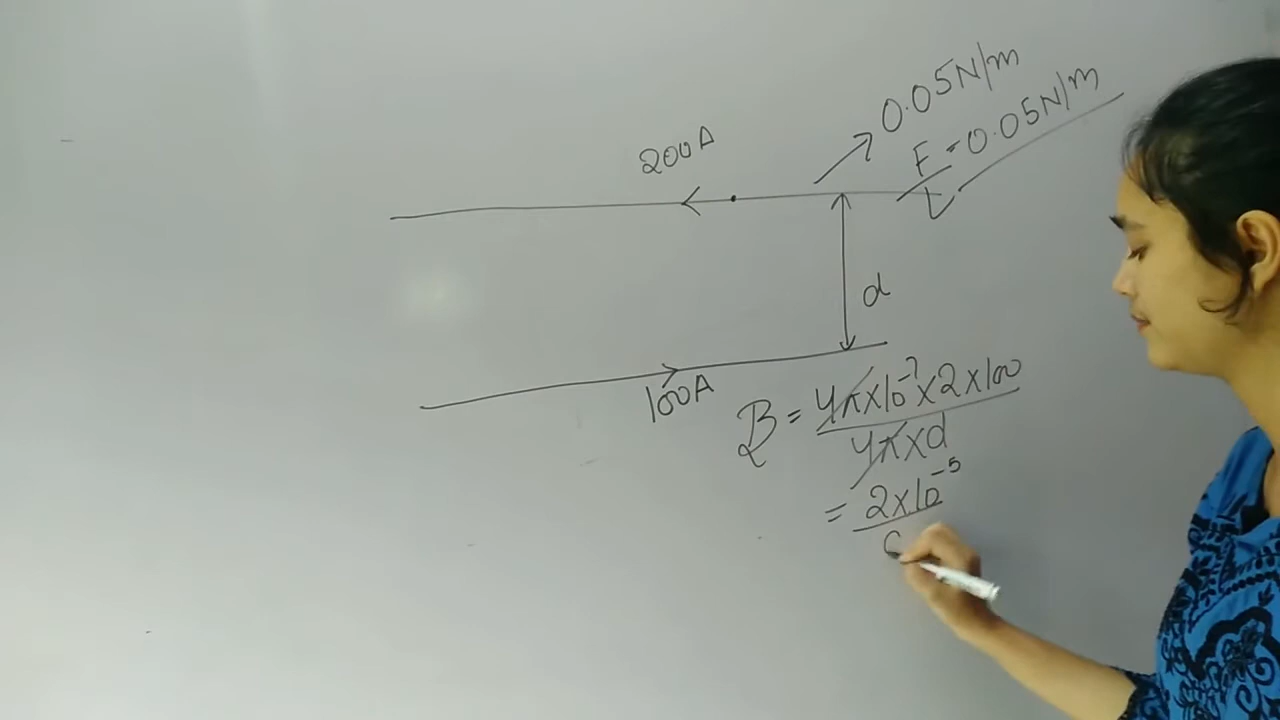 0.05N/m
F = 0.05N/m
l
200A
d
100A
B = 4π×10⁻⁷×2×100
4π×d
= 2×10⁻⁵